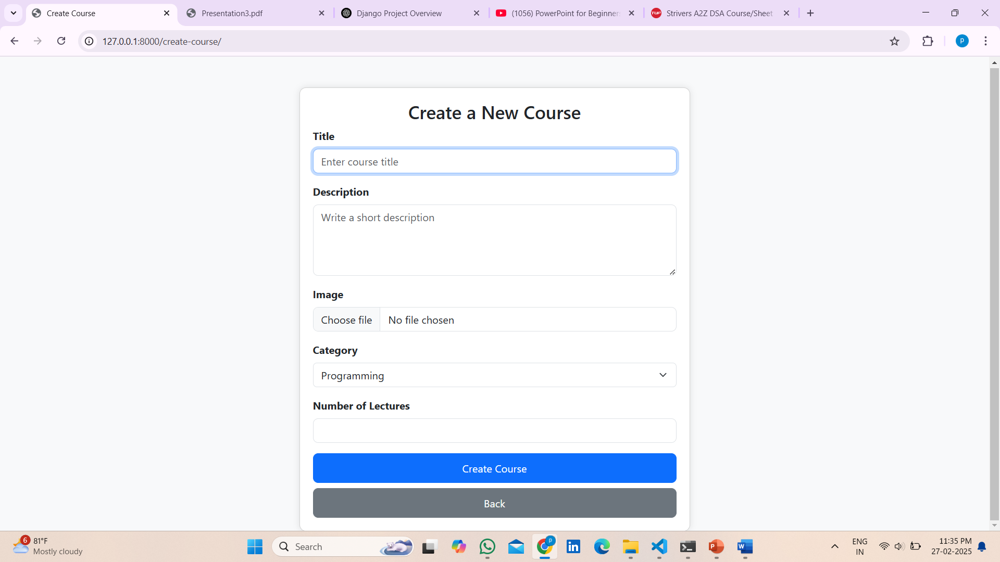 Create Course
Presentation3.pdf
Django Project Overview
(1056) PowerPoint for Beginners
TUF
Strivers A2Z DSA Course/Sheet
127.0.0.1:8000/create-course/
P
Create a New Course
Title
Enter course title
Description
Write a short description
Image
Choose file
No file chosen
Category
Programming
Number of Lectures
Create Course
Back
6
81°F
Mostly cloudy
Search
P
in
P
W
ENG
IN
11:35 PM
27-02-2025